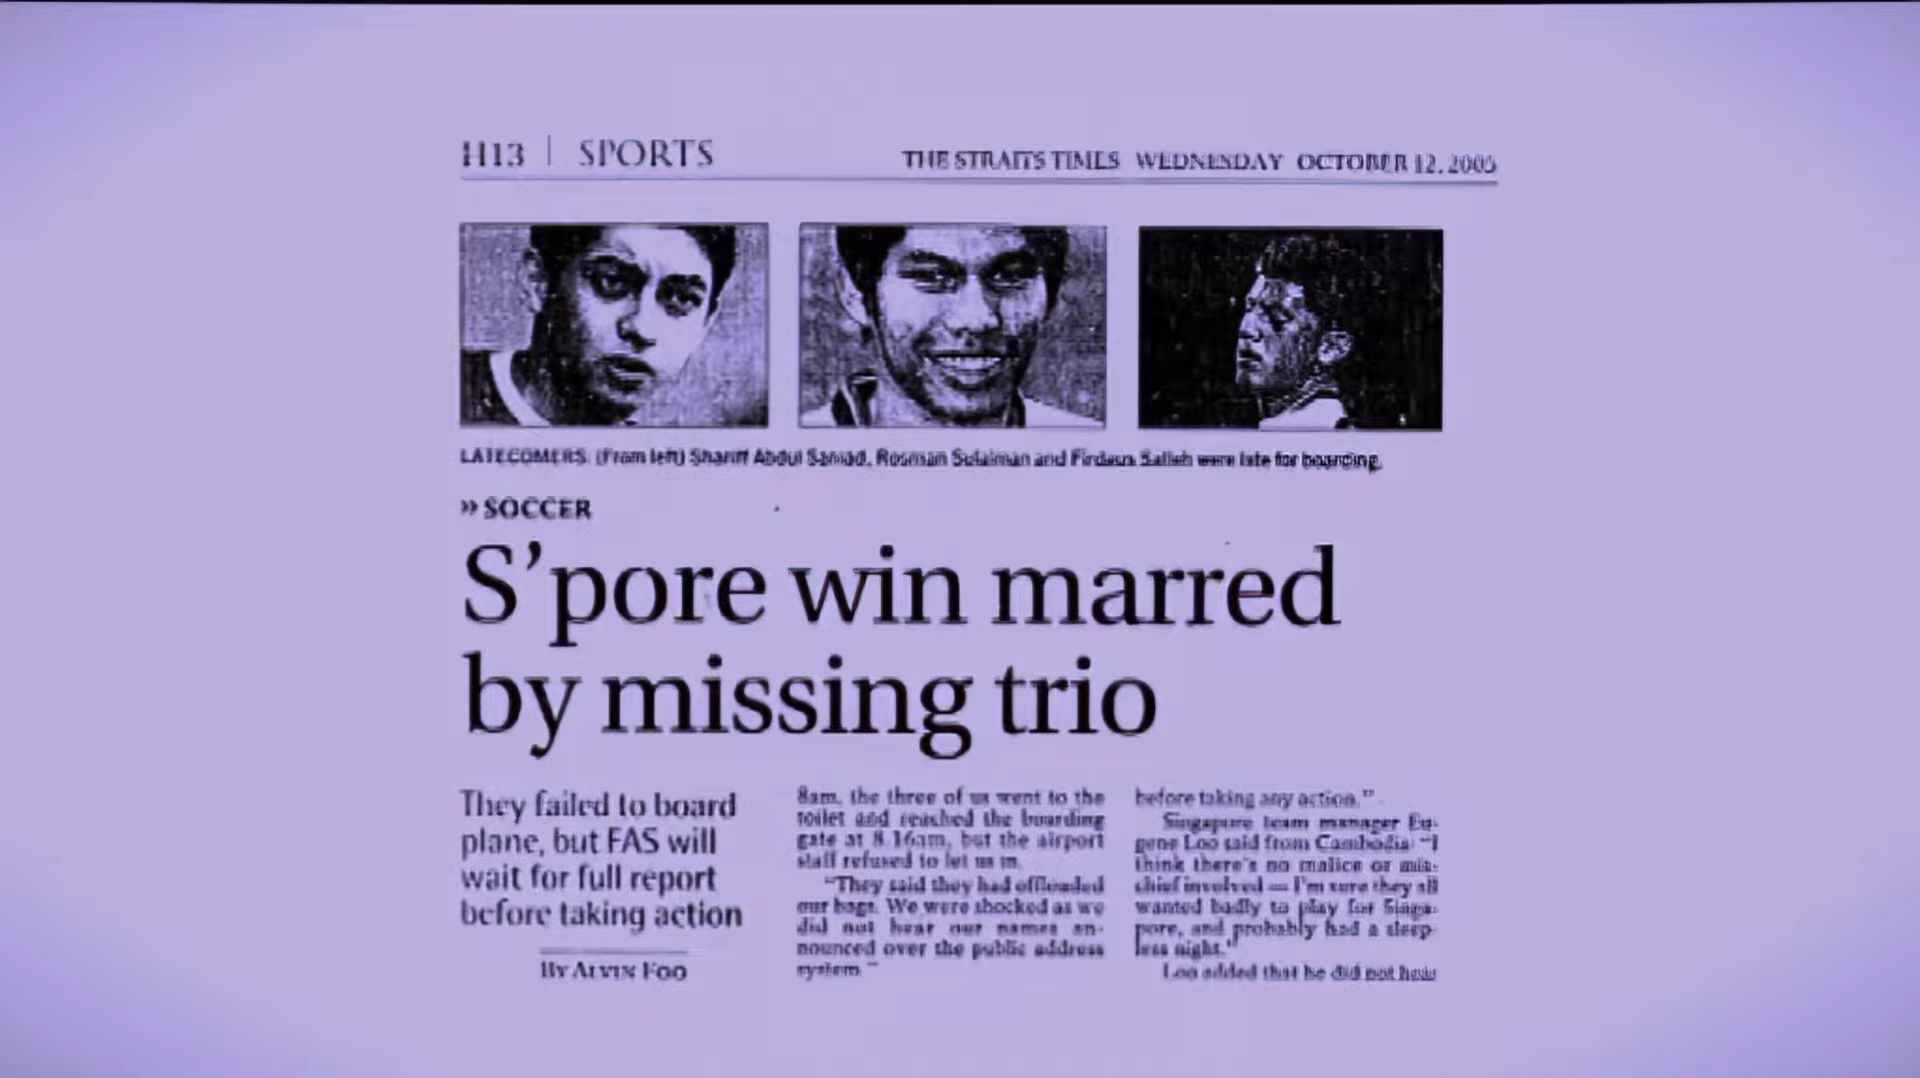 H13 | SPORTS
THE STRAITS TIMES WEDNESDAY OCTOBER 12, 2005
LATECOMERS: (From left) Shariff Abdul Samad, Rosman Sulaiman and Firdaus Salleh were late for boarding.
» SOCCER
S'pore win marred
by missing trio
They failed to board
plane, but FAS will
wait for full report
before taking action
By ALVIN FOO
8am, the three of us went to the
toilet and reached the boarding
gate at 8.16am, but the airport
staff refused to let us in.
"They said they had offloaded
our bags. We were shocked as we
did not hear our names an-
nounced over the public address
system."
before taking any action."
Singapore team manager Eu-
gene Loo said from Cambodia: "I
think there's no malice or mis-
chief involved — I'm sure they all
wanted badly to play for Singa-
pore, and probably had a sleep-
less night."
Loo added that he did not hear